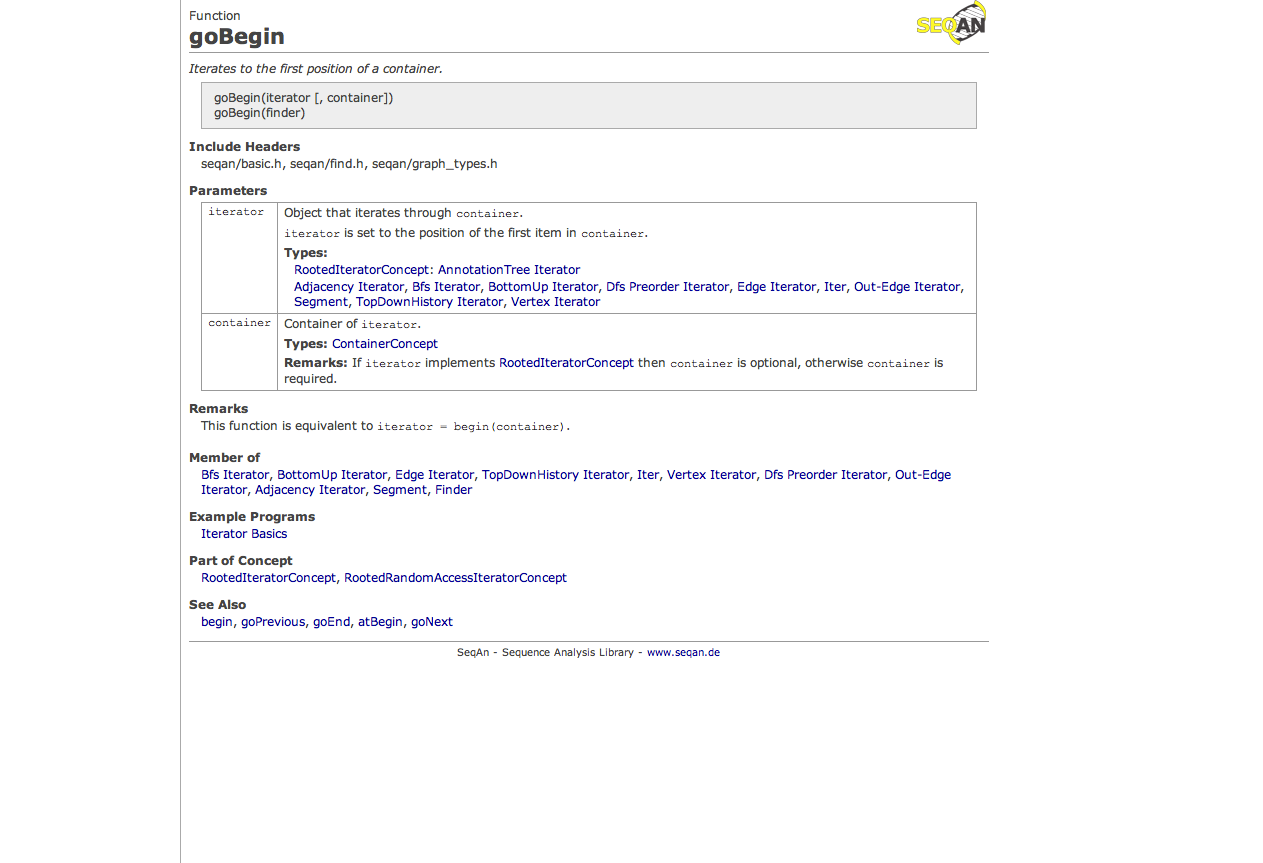 Function
goBegin
SEQAN
Iterates to the first position of a container.
goBegin(iterator [, container])
goBegin(finder)
Include Headers
seqan/basic.h, seqan/find.h, seqan/graph_types.h
Parameters
iterator
Object that iterates through container.
iterator is set to the position of the first item in container.
Types:
RootedIteratorConcept: AnnotationTree Iterator
Adjacency Iterator, Bfs Iterator, BottomUp Iterator, Dfs Preorder Iterator, Edge Iterator, Iter, Out-Edge Iterator,
Segment, TopDownHistory Iterator, Vertex Iterator
container
Container of iterator.
Types: ContainerConcept
Remarks: If iterator implements RootedIteratorConcept then container is optional, otherwise container is
required.
Remarks
This function is equivalent to iterator = begin(container).
Member of
Bfs Iterator, BottomUp Iterator, Edge Iterator, TopDownHistory Iterator, Iter, Vertex Iterator, Dfs Preorder Iterator, Out-Edge
Iterator, Adjacency Iterator, Segment, Finder
Example Programs
Iterator Basics
Part of Concept
RootedIteratorConcept, RootedRandomAccessIteratorConcept
See Also
begin, goPrevious, goEnd, atBegin, goNext
SeqAn - Sequence Analysis Library - www.seqan.de